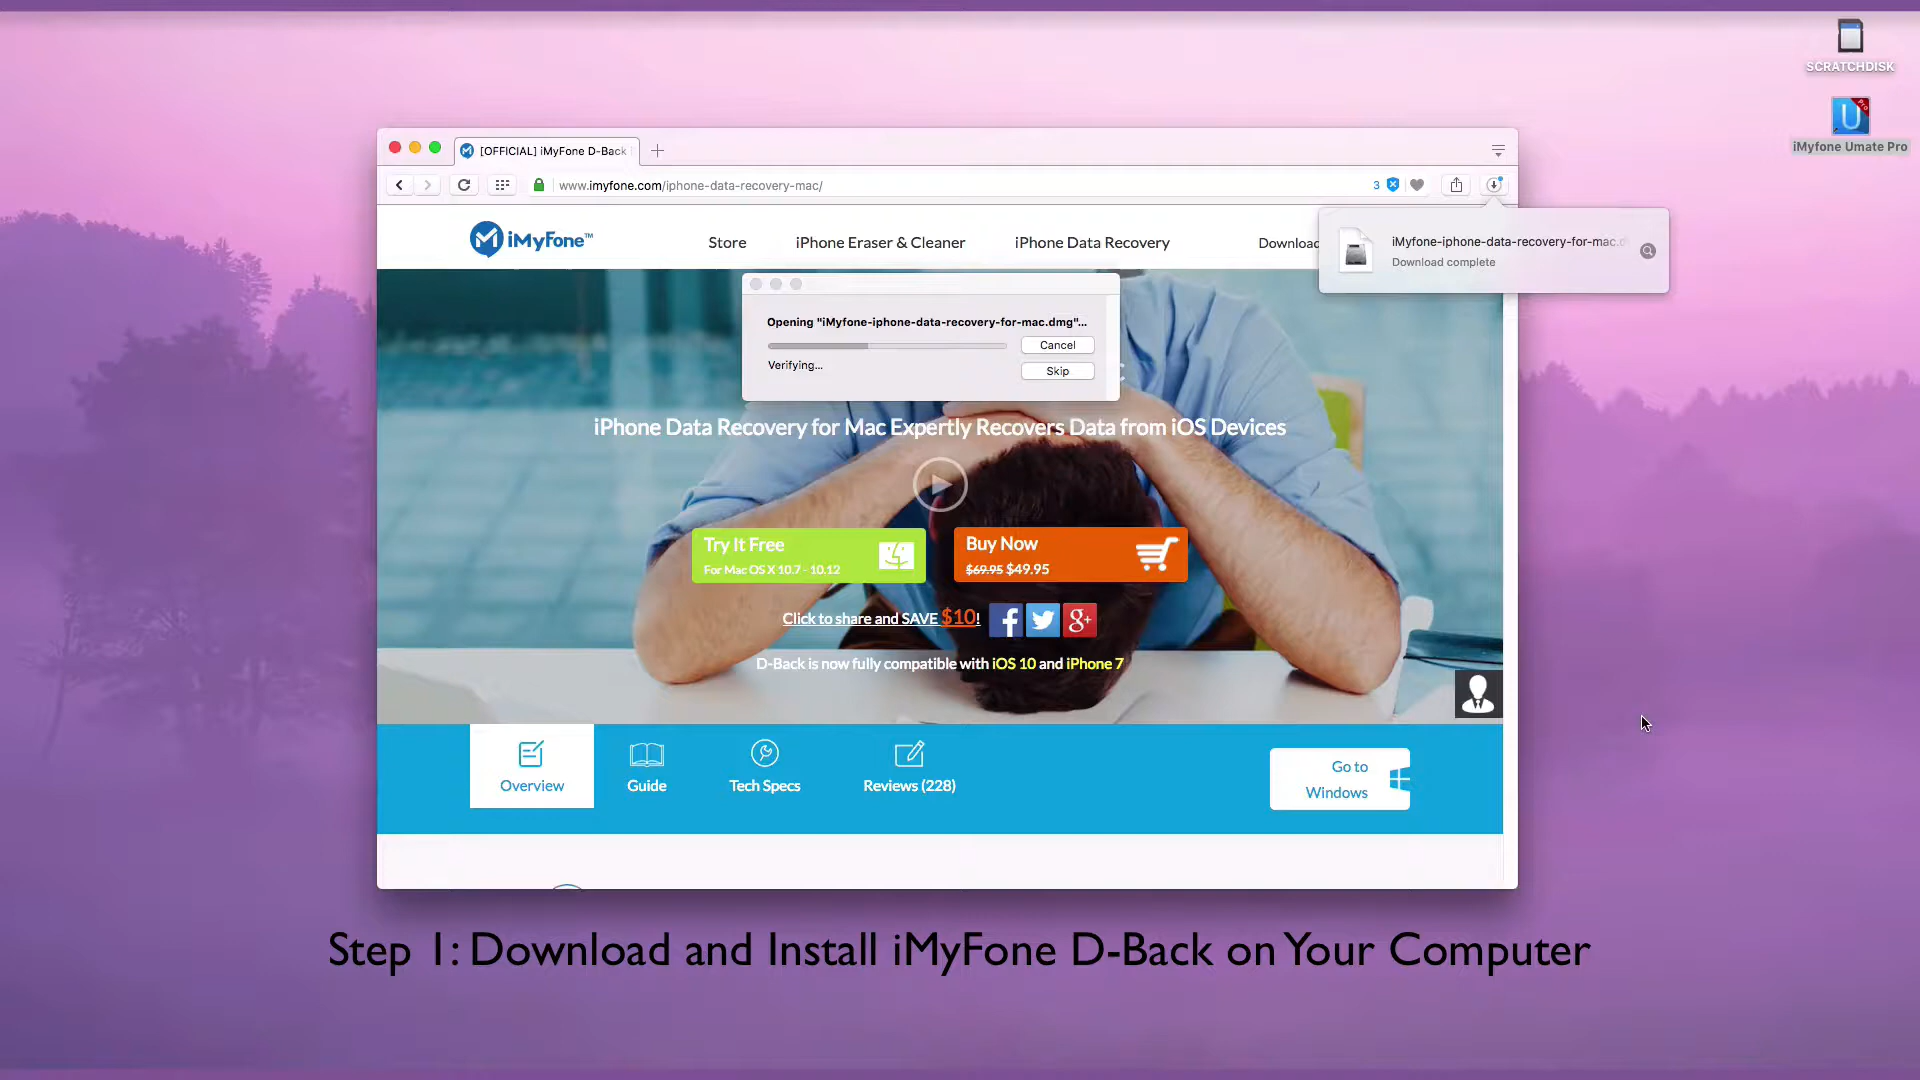 SCRATCHDISK
iMyfone Umate Pro
[OFFICIAL] iMyFone D-Back
www.imyfone.com/iphone-data-recovery-mac/
3
iMyFone™
Store
iPhone Eraser & Cleaner
iPhone Data Recovery
Download
iMyfone-iphone-data-recovery-for-mac.d
Download complete
Opening "iMyfone-iphone-data-recovery-for-mac.dmg"...
Cancel
Verifying...
Skip
iPhone Data Recovery for Mac Expertly Recovers Data from iOS Devices
Try It Free
For Mac OS X 10.7 - 10.12
Buy Now
$69.95 $49.95
Click to share and SAVE $10!
D-Back is now fully compatible with iOS 10 and iPhone 7
Overview
Guide
Tech Specs
Reviews (228)
Go to
Windows
Step 1: Download and Install iMyFone D-Back on Your Computer